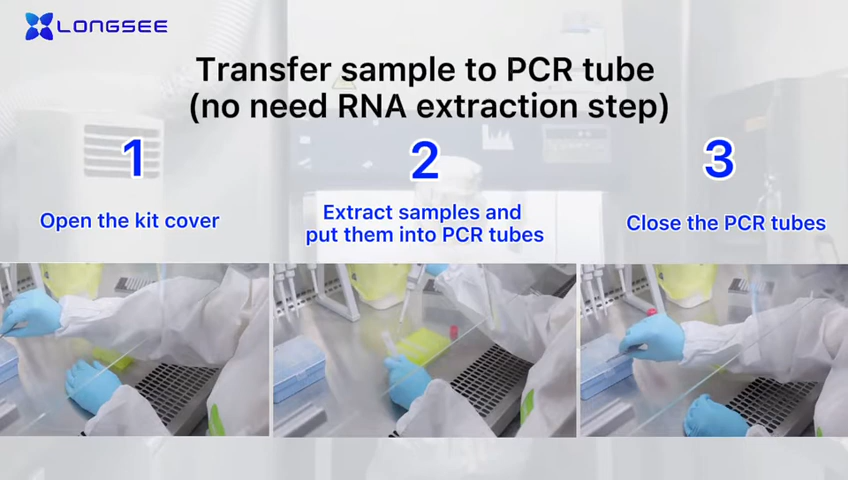 LONGSEE
Transfer sample to PCR tube
(no need RNA extraction step)
1
Open the kit cover
2
Extract samples and
put them into PCR tubes
3
Close the PCR tubes